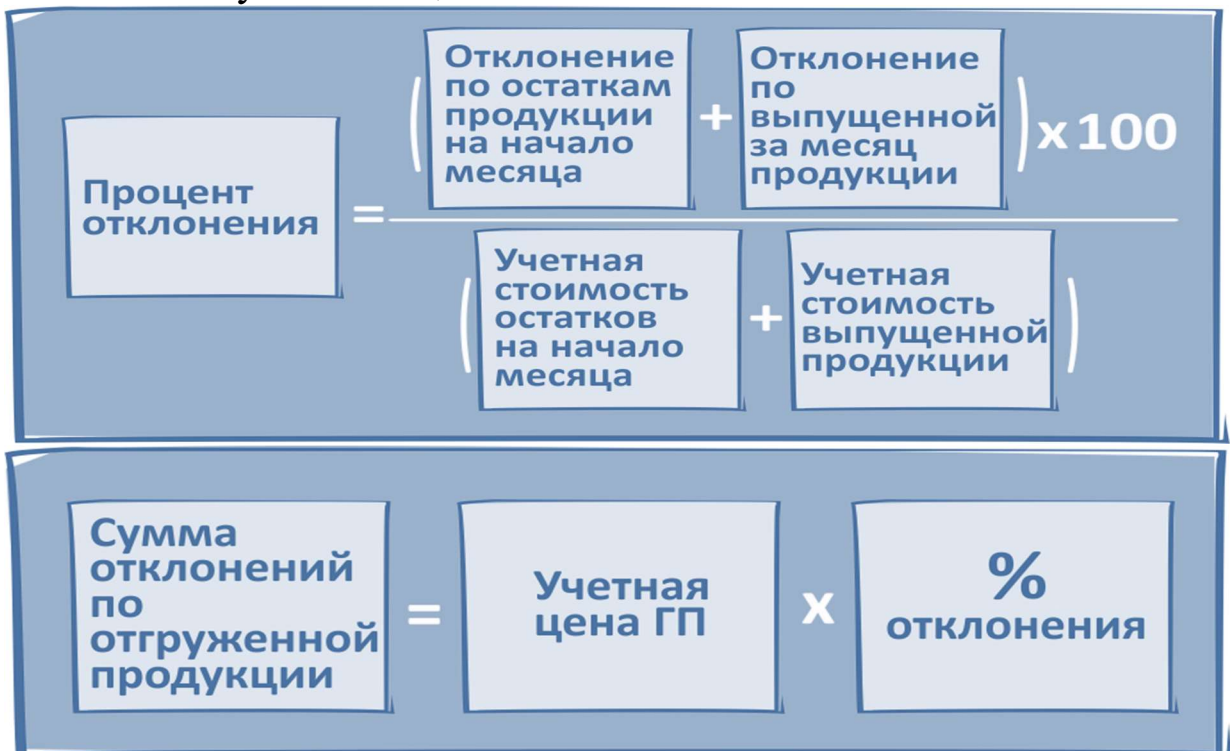 Отклонение
по остаткам
продукции
на начало
месяца
+
Отклонение
по
выпущенной
за месяц
продукции
( ) x 100
Процент
отклонения
=
Учетная
стоимость
остатков
на начало
месяца
+
Учетная
стоимость
выпущенной
продукции
( )
Сумма
отклонений
по
отгруженной
продукции
=
Учетная
цена ГП
x
%
отклонения